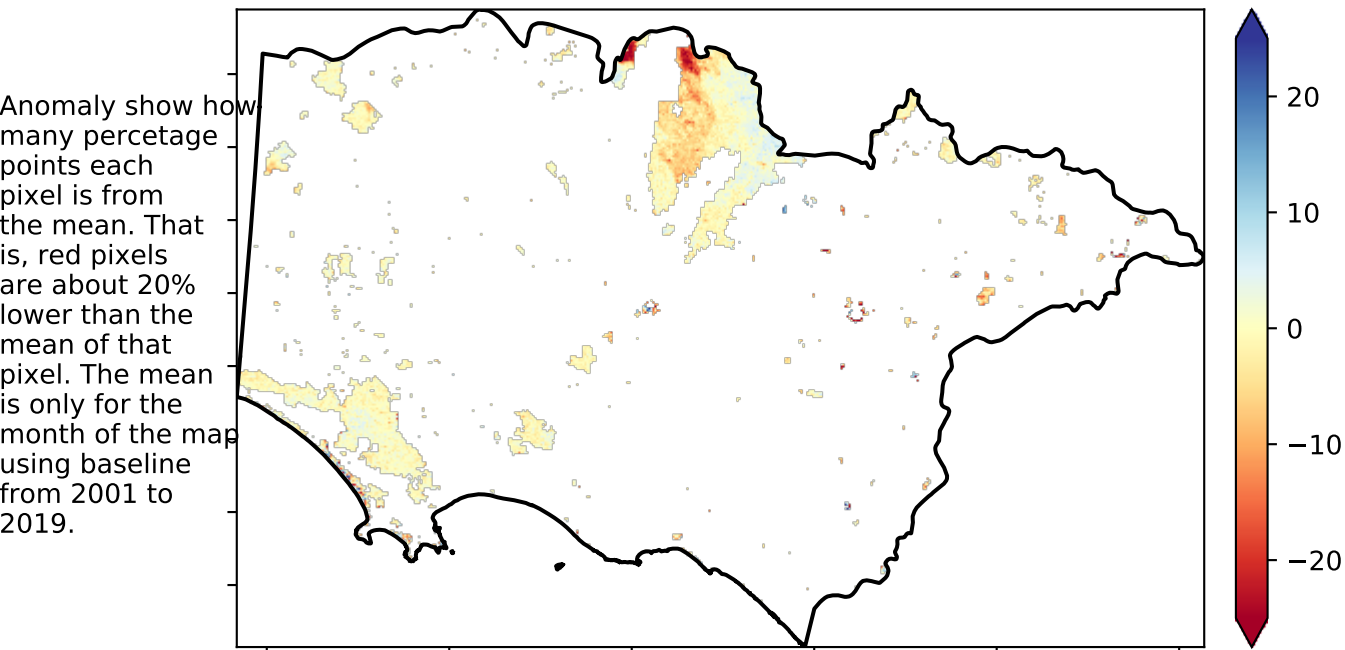 Anomaly show how
many percetage
points each
pixel is from
the mean. That
is, red pixels
are about 20%
lower than the
mean of that
pixel. The mean
is only for the
month of the map
using baseline
from 2001 to
2019.
20
10
0
−10
−20